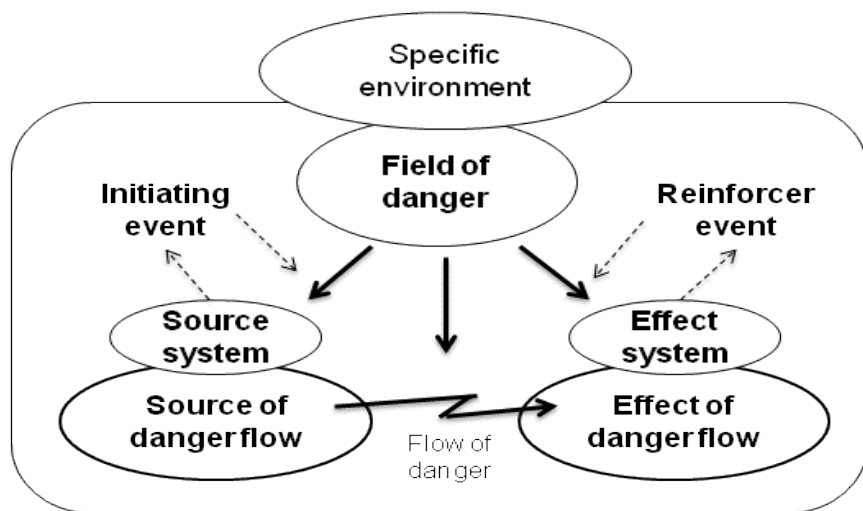 Specific
environment
Field of
danger
Initiating
event
Reinforcer
event
Source
system
Effect
system
Source of
danger flow
Effect of
danger flow
Flow of
danger